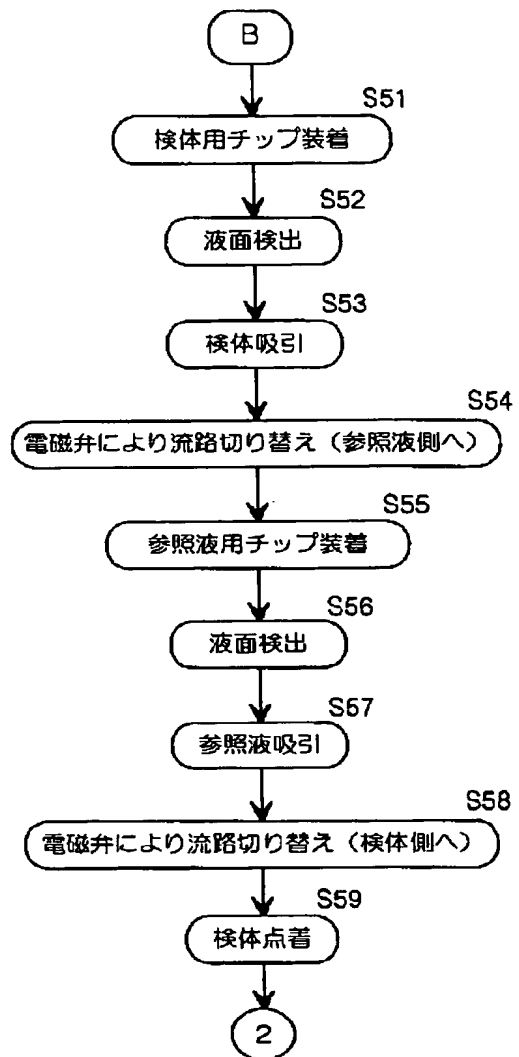 B
S51
検体用チップ装着
S52
液面検出
S53
検体吸引
S54
電磁弁により流路切り替え（参照液側へ）
S55
参照液用チップ装着
S56
液面検出
S57
参照液吸引
S58
電磁弁により流路切り替え（検体側へ）
S59
検体点着
2